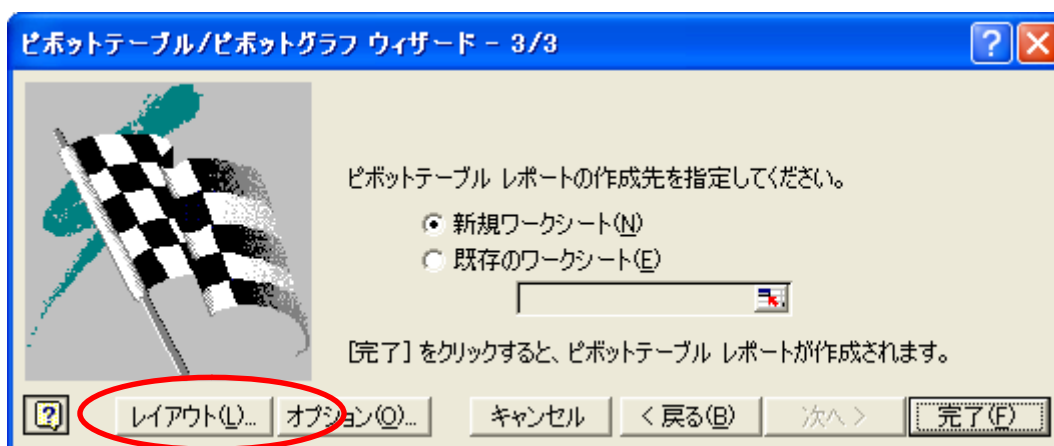 ピボットテーブル/ピボットグラフ ウィザード - 3/3
ピボットテーブル レポートの作成先を指定してください。
新規ワークシート(N)
既存のワークシート(E)
[完了] をクリックすると、ピボットテーブル レポートが作成されます。
レイアウト(L)... オプション(O)... キャンセル < 戻る(B) 次へ > 完了(F)